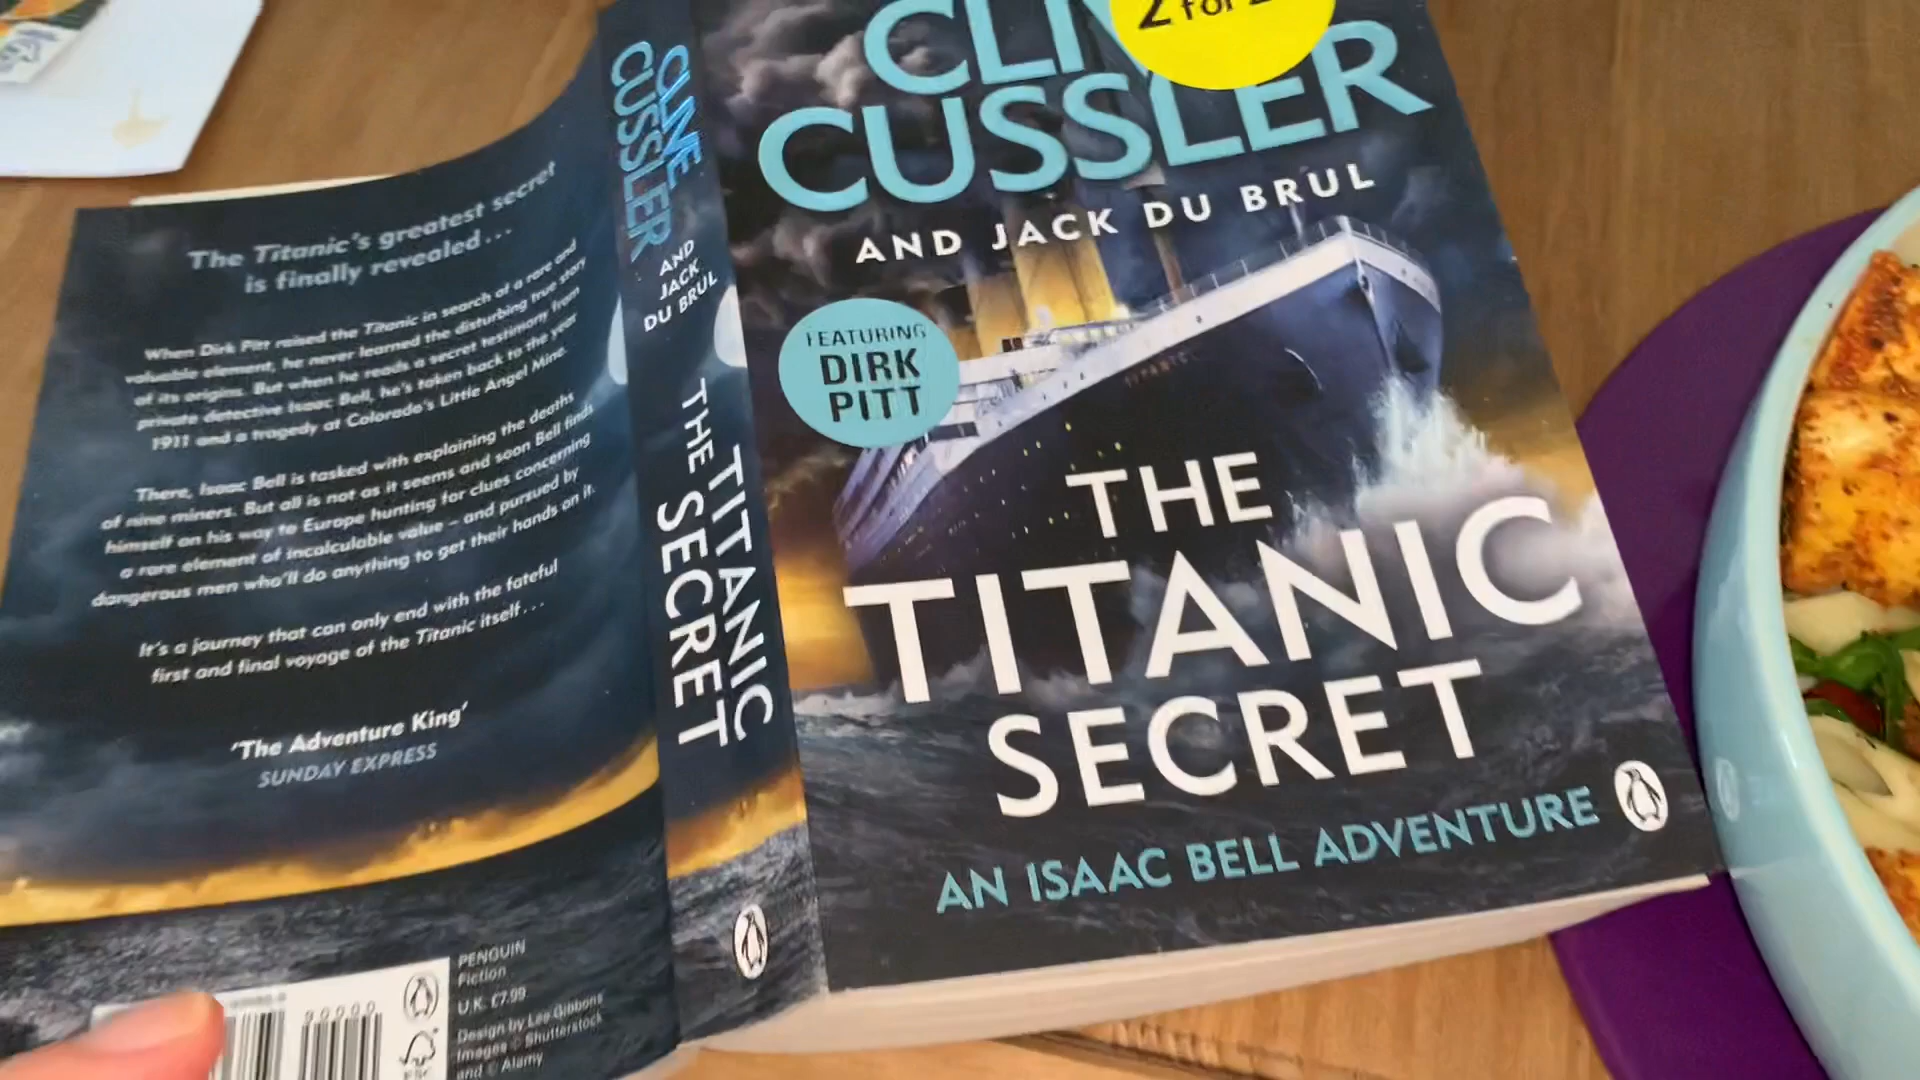 The Titanic's greatest secret
is finally revealed...
When Dirk Pitt raised the Titanic in search of a rare and
valuable element, he never learned the disturbing true story
of its origins. But when he reads a secret testimony from
private detective Isaac Bell, he's taken back to the year
1911 and a tragedy at Colorado's Little Angel Mine.
There, Isaac Bell is tasked with explaining the deaths
of nine miners. But all is not as it seems and soon Bell finds
himself on his way to Europe hunting for clues concerning
a rare element of incalculable value – and pursued by
dangerous men who'll do anything to get their hands on it.
It's a journey that can only end with the fateful
first and final voyage of the Titanic itself...
'The Adventure King'
SUNDAY EXPRESS
90000
PENGUIN
Fiction
U.K. £7.99
Design by Lee Gibbons
Images © Shutterstock
and © Alamy
CLIVE
CUSSLER
AND
JACK
DU BRUL
THE TITANIC
SECRET
2 for
CUSSLER
AND JACK DU BRUL
FEATURING
DIRK
PITT
THE
TITANIC
SECRET
AN ISAAC BELL ADVENTURE